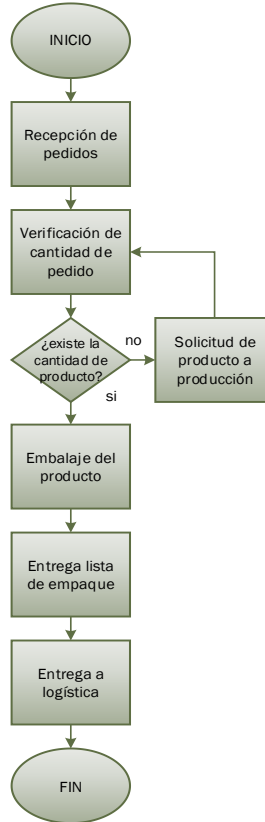 INICIO
Recepción de
pedidos
Verificación de
cantidad de
pedido
¿existe la
cantidad de
producto?
no
si
Solicitud de
producto a
producción
Embalaje del
producto
Entrega lista
de empaque
Entrega a
logística
FIN